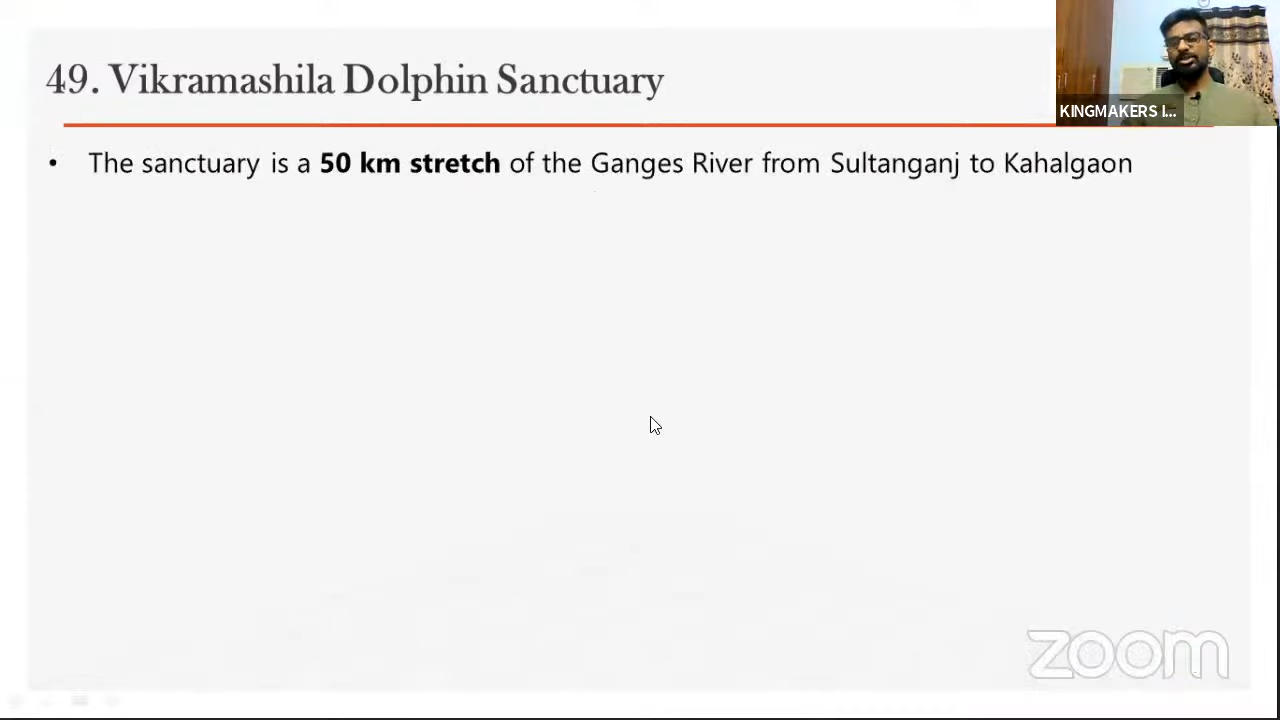 49. Vikramashila Dolphin Sanctuary
KINGMAKERS I...
• The sanctuary is a 50 km stretch of the Ganges River from Sultanganj to Kahalgaon
zoom